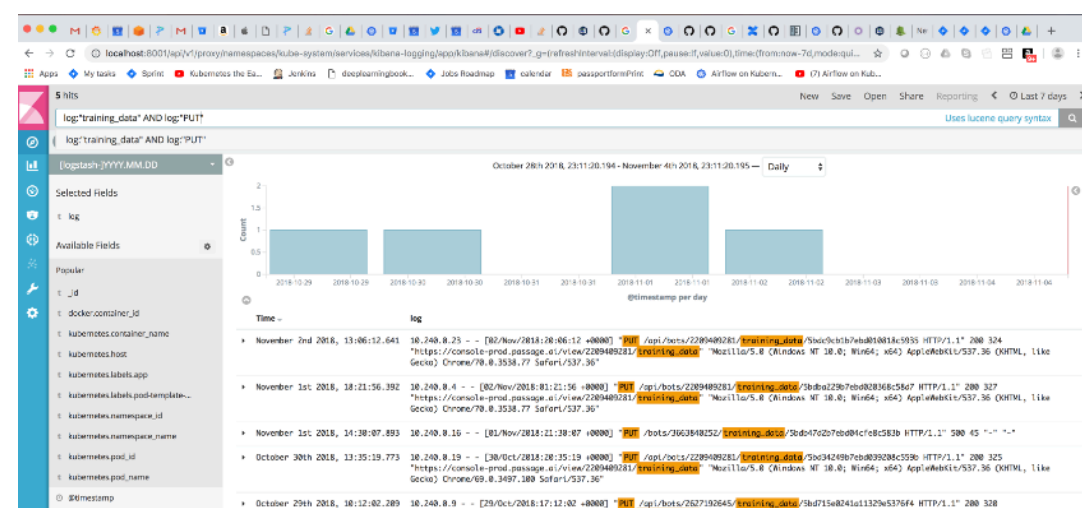 Ne
localhost:8001/api/v1/proxy/namespaces/kube-system/services/kibana-logging/app/kibana#/discover?_g=(refreshInterval:(display:Off,pause:!f,value:0),time:(from:now-7d,mode:qui...
Apps My tasks Sprint Kubernetes the Ea... Jenkins deeplearningbook... Jobs Roadmap calendar passportformPrint ODA Airflow on Kubern... (7) Airflow on Kub...
5 hits
New Save Open Share Reporting Last 7 days
log:"training_data" AND log:"PUT"
Uses lucene query syntax
log:"training_data" AND log:"PUT"
[logstash-]YYYY.MM.DD
October 28th 2018, 23:11:20.194 - November 4th 2018, 23:11:20.195 — Daily
Selected Fields
t log
Available Fields
Popular
t _id
t docker.container_id
t kubernetes.container_name
t kubernetes.host
t kubernetes.labels.app
t kubernetes.labels.pod-template-...
t kubernetes.namespace_id
t kubernetes.namespace_name
t kubernetes.pod_id
t kubernetes.pod_name
@timestamp
Count
2
1.5
1
0.5
0
2018-10-29 2018-10-29 2018-10-30 2018-10-30 2018-10-31 2018-10-31 2018-11-01 2018-11-01 2018-11-02 2018-11-02 2018-11-03 2018-11-03 2018-11-04 2018-11-04
@timestamp per day
Time log
November 2nd 2018, 13:06:12.641 10.240.0.23 - - [02/Nov/2018:20:06:12 +0000] "PUT /api/bots/2209409281/training_data/5bdc9cb1b7ebd010818c5935 HTTP/1.1" 200 324
"https://console-prod.passage.ai/view/2209409281/training_data" "Mozilla/5.0 (Windows NT 10.0; Win64; x64) AppleWebKit/537.36 (KHTML, like
Gecko) Chrome/70.0.3538.77 Safari/537.36"
November 1st 2018, 18:21:56.392 10.240.0.4 - - [02/Nov/2018:01:21:56 +0000] "PUT /api/bots/2209409281/training_data/5bdba229b7ebd028368c58d7 HTTP/1.1" 200 327
"https://console-prod.passage.ai/view/2209409281/training_data" "Mozilla/5.0 (Windows NT 10.0; Win64; x64) AppleWebKit/537.36 (KHTML, like
Gecko) Chrome/70.0.3538.77 Safari/537.36"
November 1st 2018, 14:30:07.893 10.240.0.16 - - [01/Nov/2018:21:30:07 +0000] "PUT /bots/3663840252/training_data/5bdb47d2b7ebd04cfe8c583b HTTP/1.1" 500 45 "-" "-"
October 30th 2018, 13:35:19.773 10.240.0.19 - - [30/Oct/2018:20:35:19 +0000] "PUT /api/bots/2209409281/training_data/5bd34249b7ebd039208c559b HTTP/1.1" 200 325
"https://console-prod.passage.ai/view/2209409281/training_data" "Mozilla/5.0 (Windows NT 10.0; Win64; x64) AppleWebKit/537.36 (KHTML, like
Gecko) Chrome/69.0.3497.100 Safari/537.36"
October 29th 2018, 10:12:02.209 10.240.0.9 - - [29/Oct/2018:17:12:02 +0000] "PUT /api/bots/2627192645/training_data/5bd715e0241a11329e5376f4 HTTP/1.1" 200 320